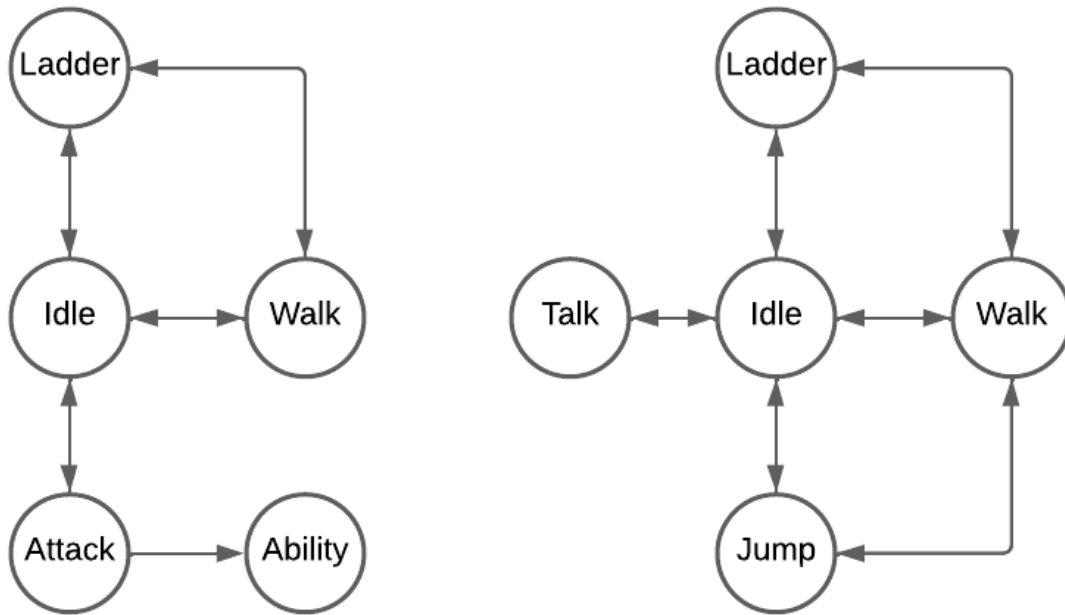 Ladder
Idle
Walk
Attack
Ability
Ladder
Talk
Idle
Walk
Jump